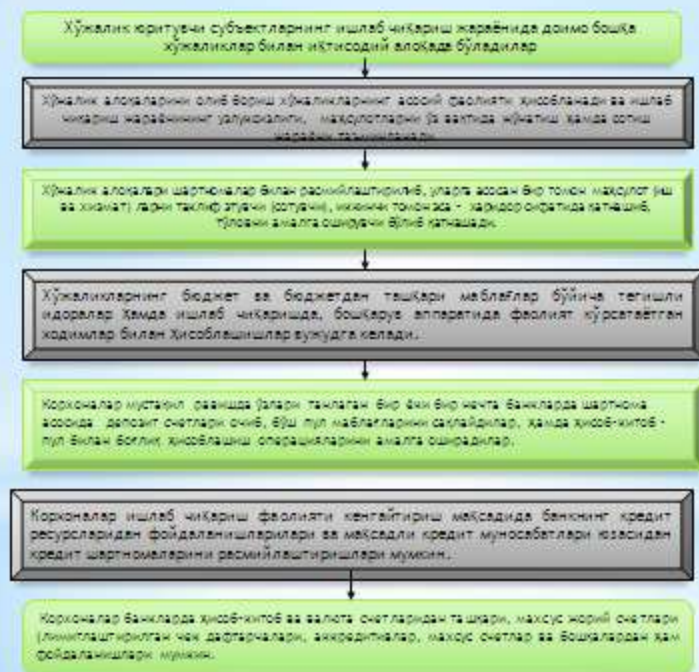 Хўжалик юритувчи субъектларнинг ишлаб чиқариш жараёнида доимо бошқа
хўжаликлар билан иқтисодий алоқада бўладилар
Хўжалик алоқаларини олиб бориш хўжаликларнинг асосий фаолияти ҳисобланади ва ишлаб
чиқариш жараёнининг узлуксизлиги, маҳсулотларни ўз вақтида жўнатиш ҳамда сотиш
жараёни таъминланади
Хўжалик алоқалари шартномалар билан расмийлаштирилиб, уларга асосан бир томон маҳсулот (иш
ва хизмат) ларни таклиф этувчи (сотувчи), иккинчи томон эса - харидор сифатида қатнашиб,
тўловни амалга оширувчи бўлиб қатнашади.
Хўжаликларнинг бюджет ва бюджетдан ташқари маблағлар бўйича тегишли
идоралар ҳамда ишлаб чиқаришда, бошқарув аппаратида фаолият кўрсатаётган
ходимлар билан ҳисоблашишлар вужудга келади.
Корхоналар мустақил равишда ўзлари танлаган бир ёки бир нечта банкларда шартнома
асосида депозит счетлари очиб, бўш пул маблағларини сақлайдилар, ҳамда ҳисоб-китоб -
пул билан боғлиқ ҳисоблашиш операцияларини амалга оширадилар.
Корхоналар ишлаб чиқариш фаолияти кенгайтириш мақсадида банкнинг кредит
ресурсларидан фойдаланишлари ва мақсадли кредит муносабатлари юзасидан
кредит шартномаларини расмийлаштиришлари мумкин.
Корхоналар банкларда ҳисоб-китоб ва валюта счетларидан ташқари, махсус жорий счетлари
(лимитлаштирилган чек дафтарчалари, аккредитивлар, махсус счетлар ва бошқалардан ҳам
фойдаланишлари мумкин.